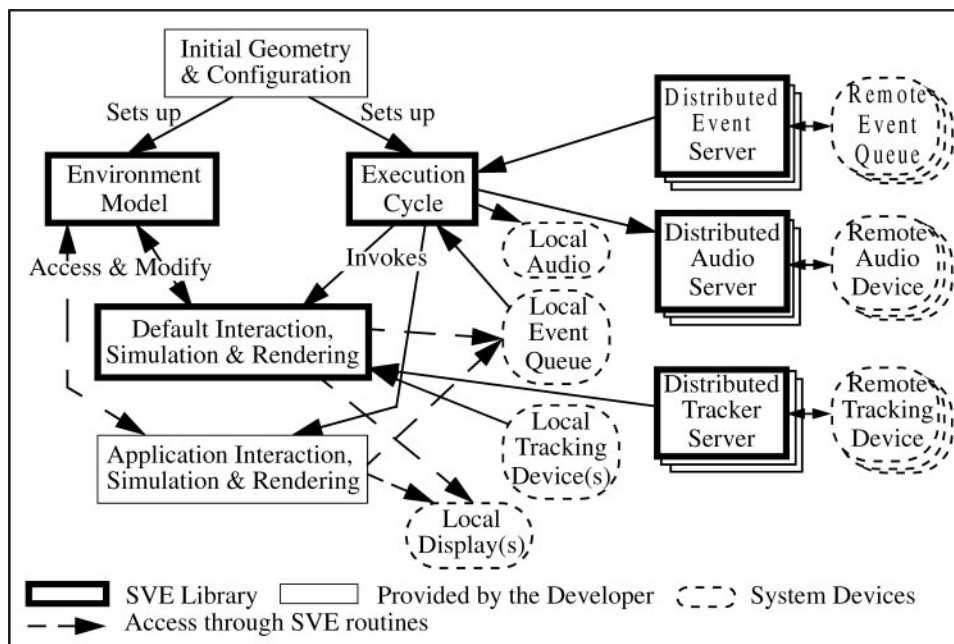 Initial Geometry
& Configuration
Sets up
Sets up
Environment
Model
Execution
Cycle
Distributed
Event
Server
Remote
Event
Queue
Access & Modify
Invokes
Local
Audio
Distributed
Audio
Server
Remote
Audio
Device
Default Interaction,
Simulation & Rendering
Local
Event
Queue
Distributed
Tracker
Server
Remote
Tracking
Device
Application Interaction,
Simulation & Rendering
Local
Tracking
Device(s)
Local
Display(s)
SVE Library
Provided by the Developer
System Devices
Access through SVE routines